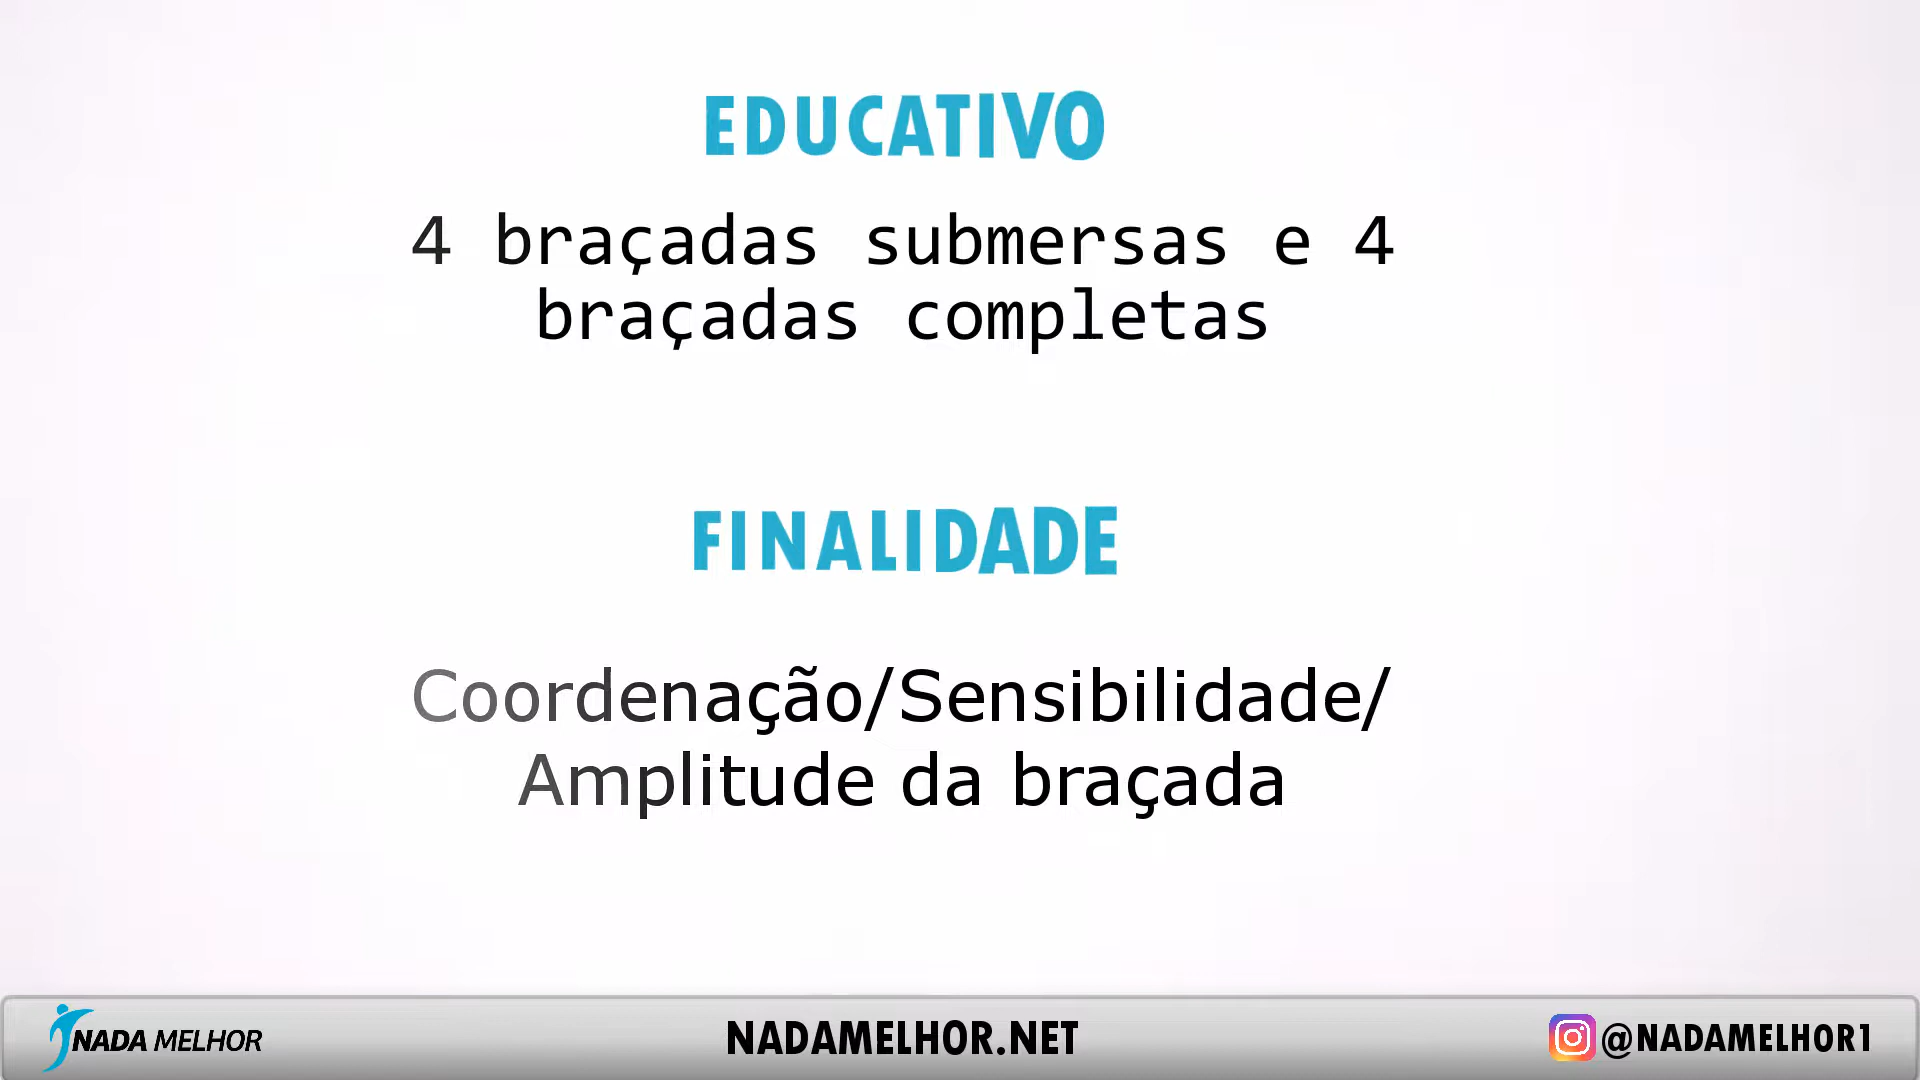 EDUCATIVO
4 braçadas submersas e 4
braçadas completas
FINALIDADE
Coordenação/Sensibilidade/
Amplitude da braçada
NADA MELHOR
NADAMELHOR.NET
@NADAMELHOR1